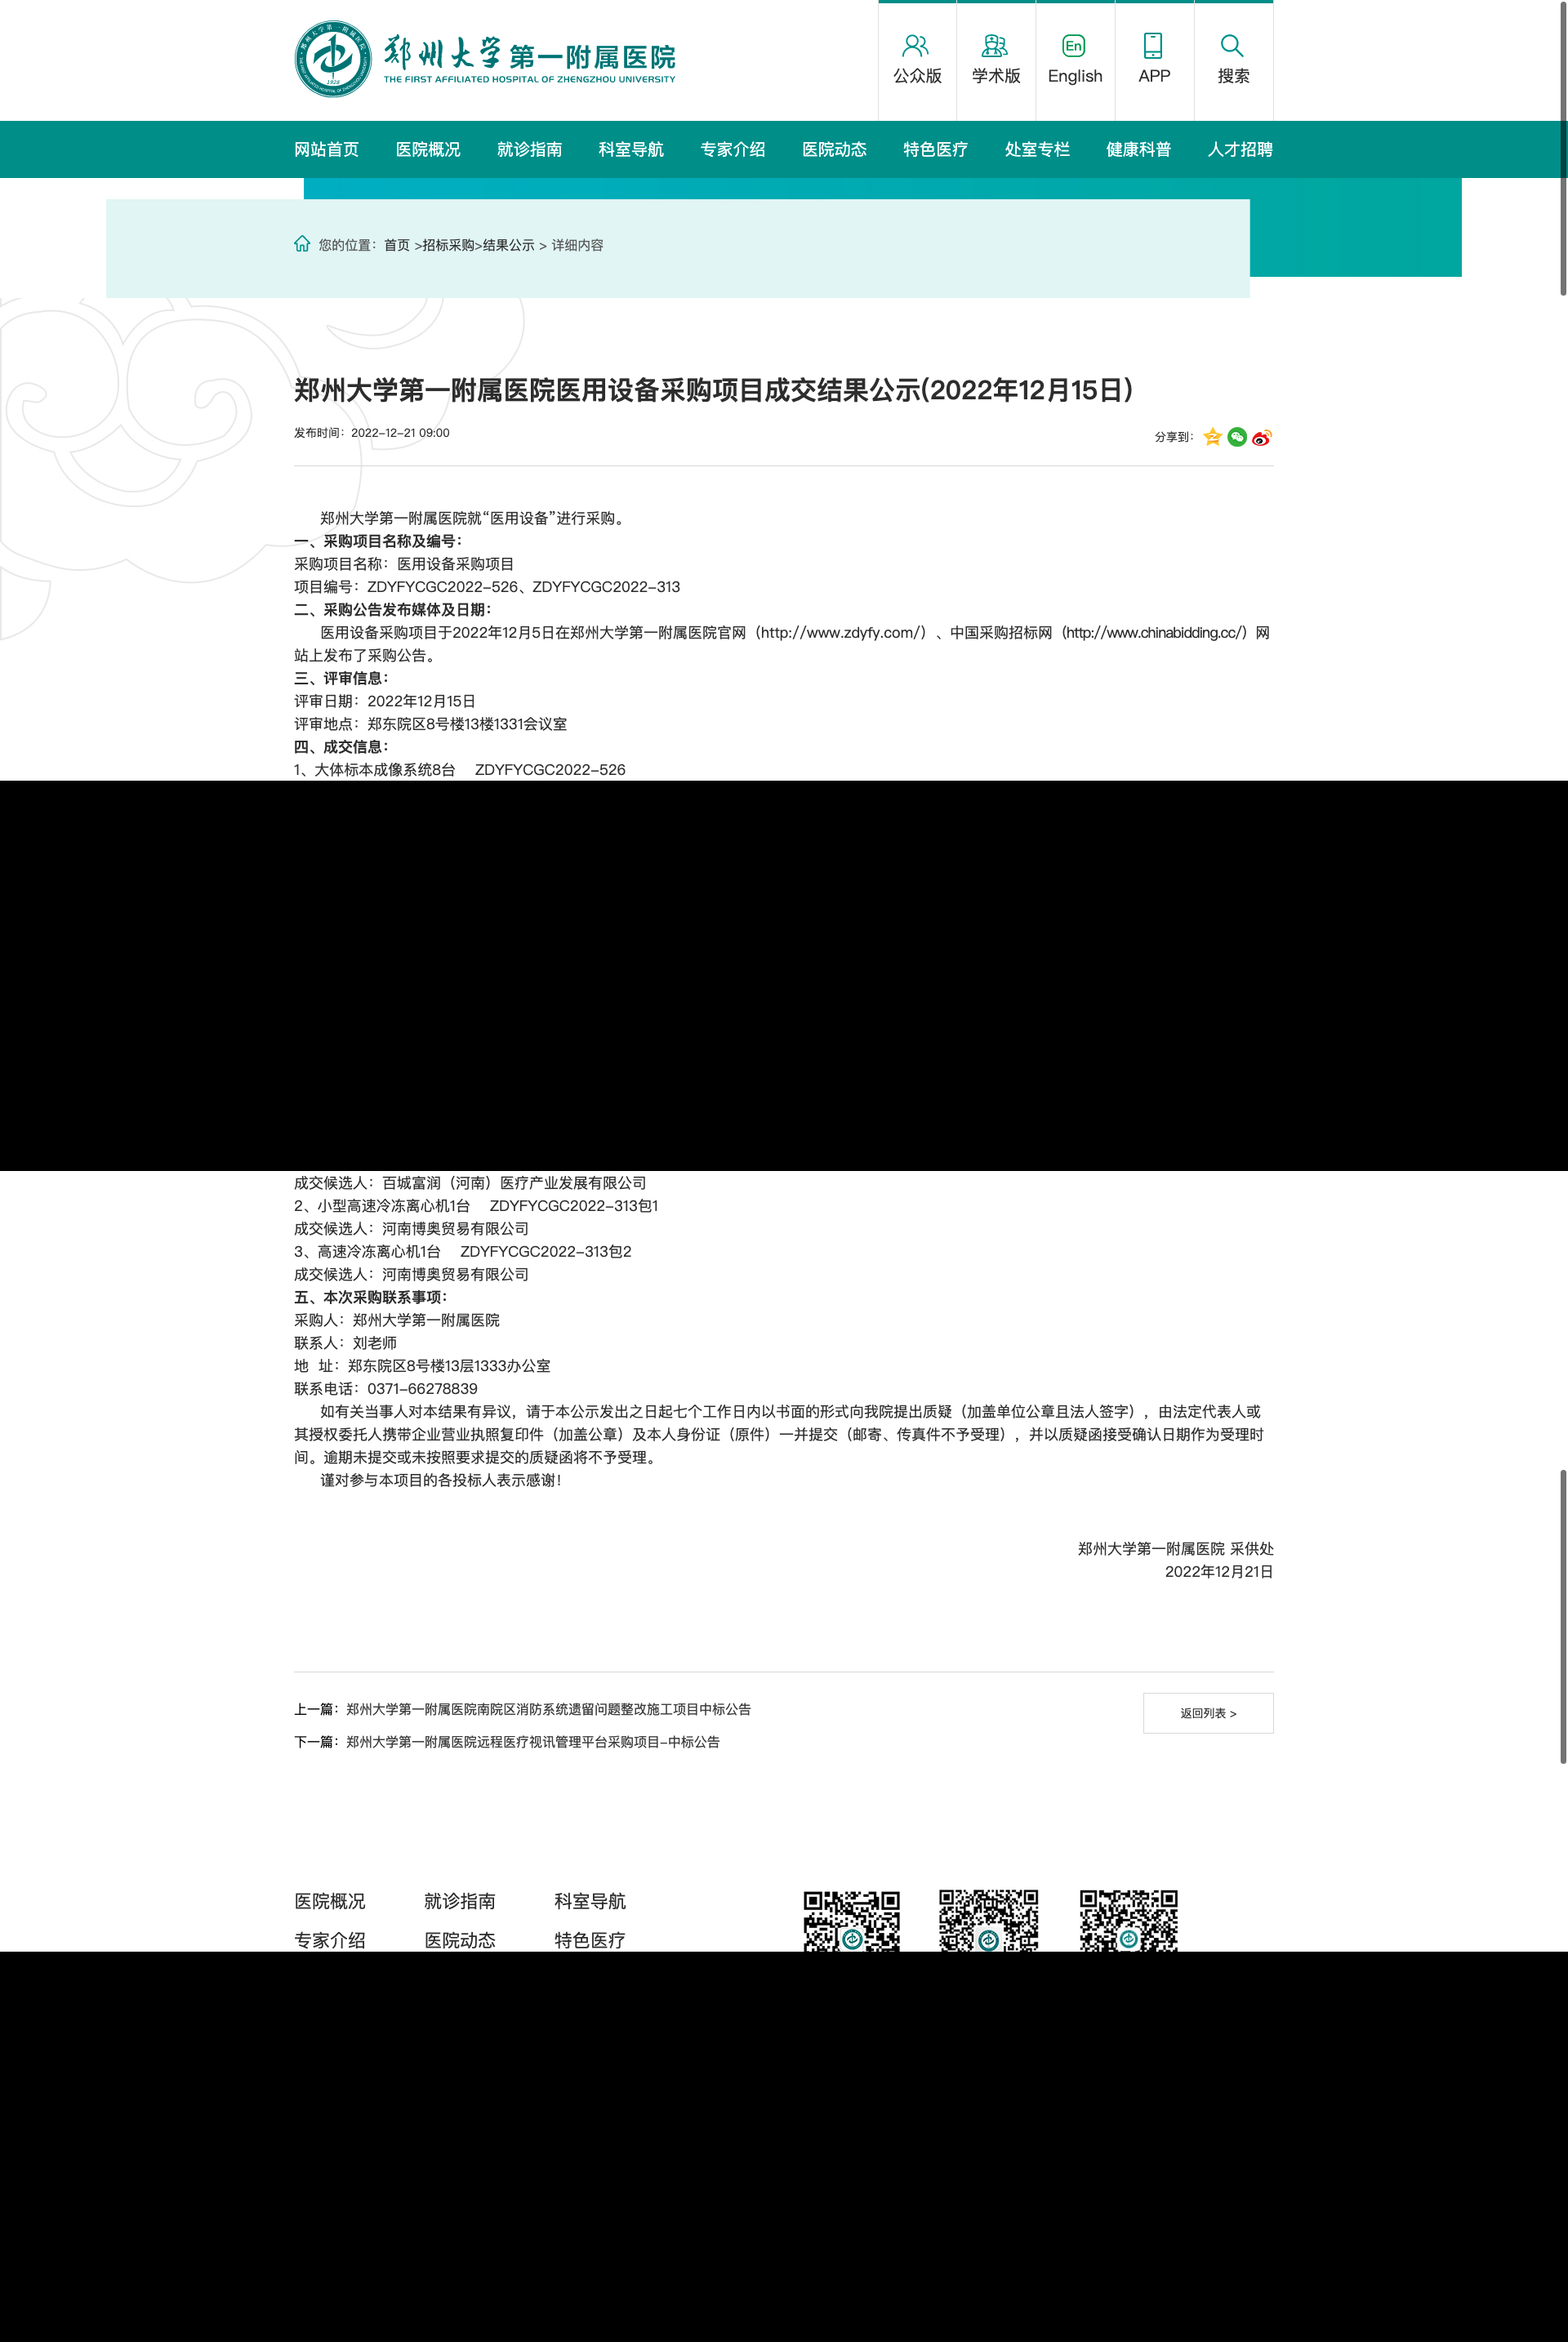 郑州大学第一附属医院
THE FIRST AFFILIATED HOSPITAL OF ZHENGZHOU UNIVERSITY
1928
公众版
学术版
En
English
APP
搜索
网站首页 医院概况 就诊指南 科室导航 专家介绍 医院动态 特色医疗 处室专栏 健康科普 人才招聘
您的位置：首页 >招标采购>结果公示 > 详细内容
郑州大学第一附属医院医用设备采购项目成交结果公示(2022年12月15日)
发布时间：2022-12-21 09:00
分享到：
郑州大学第一附属医院就“医用设备”进行采购。
一、采购项目名称及编号：
采购项目名称：医用设备采购项目
项目编号：ZDYFYCGC2022-526、ZDYFYCGC2022-313
二、采购公告发布媒体及日期：
医用设备采购项目于2022年12月5日在郑州大学第一附属医院官网（http://www.zdyfy.com/）、中国采购招标网（http://www.chinabidding.cc/）网
站上发布了采购公告。
三、评审信息：
评审日期：2022年12月15日
评审地点：郑东院区8号楼13楼1331会议室
四、成交信息：
1、大体标本成像系统8台 ZDYFYCGC2022-526
成交候选人：百城富润（河南）医疗产业发展有限公司
2、小型高速冷冻离心机1台 ZDYFYCGC2022-313包1
成交候选人：河南博奥贸易有限公司
3、高速冷冻离心机1台 ZDYFYCGC2022-313包2
成交候选人：河南博奥贸易有限公司
五、本次采购联系事项：
采购人：郑州大学第一附属医院
联系人：刘老师
地 址：郑东院区8号楼13层1333办公室
联系电话：0371-66278839
如有关当事人对本结果有异议，请于本公示发出之日起七个工作日内以书面的形式向我院提出质疑（加盖单位公章且法人签字），由法定代表人或
其授权委托人携带企业营业执照复印件（加盖公章）及本人身份证（原件）一并提交（邮寄、传真件不予受理），并以质疑函接受确认日期作为受理时
间。逾期未提交或未按照要求提交的质疑函将不予受理。
谨对参与本项目的各投标人表示感谢！
郑州大学第一附属医院 采供处
2022年12月21日
上一篇：郑州大学第一附属医院南院区消防系统遗留问题整改施工项目中标公告
返回列表 >
下一篇：郑州大学第一附属医院远程医疗视讯管理平台采购项目-中标公告
医院概况 就诊指南 科室导航
专家介绍 医院动态 特色医疗